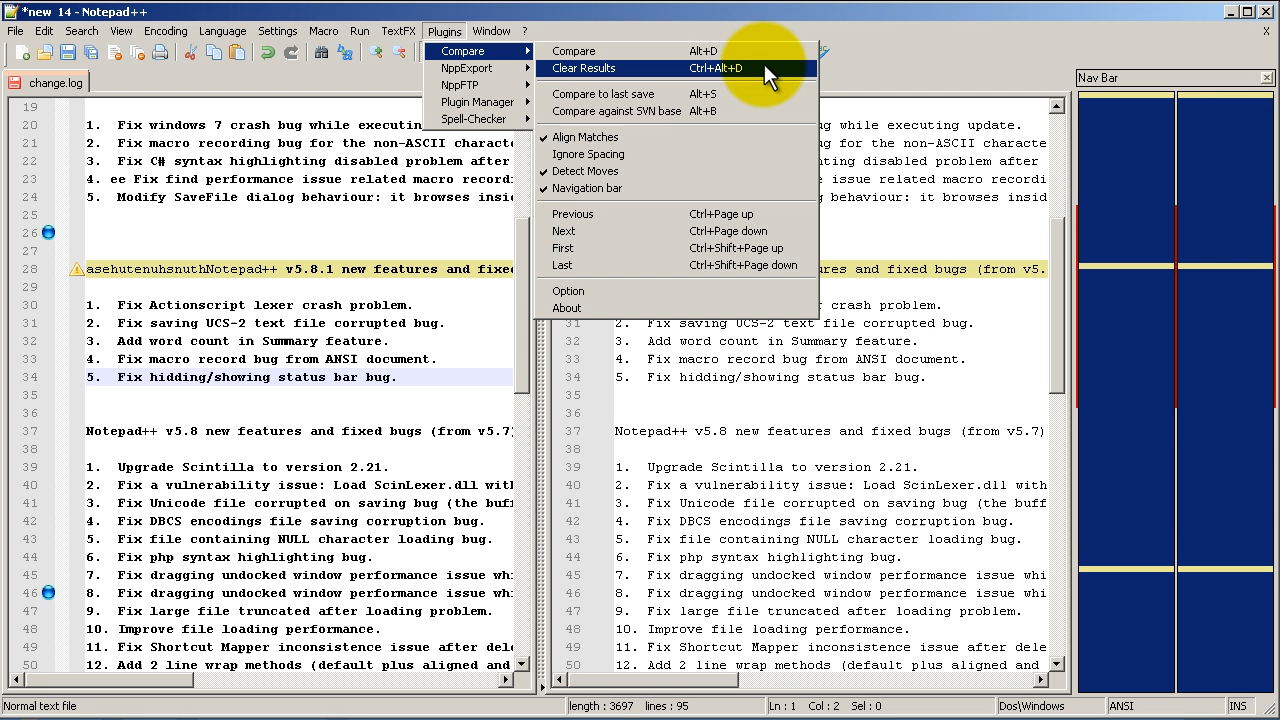 *new 14 - Notepad++
File Edit Search View Encoding Language Settings Macro Run TextFX Plugins Window ? X
change.log
Compare
NppExport
NppFTP
Plugin Manager
Spell-Checker
Compare Alt+D
Clear Results Ctrl+Alt+D
Compare to last save Alt+S
Compare against SVN base Alt+B
Align Matches
Ignore Spacing
Detect Moves
Navigation bar
Previous Ctrl+Page up
Next Ctrl+Page down
First Ctrl+Shift+Page up
Last Ctrl+Shift+Page down
Option
About
Nav Bar
19
20 1. Fix windows 7 crash bug while executin
21 2. Fix macro recording bug for the non-ASCII characte
22 3. Fix C# syntax highlighting disabled problem after
23 4. ee Fix find performance issue related macro recordi
24 5. Modify SaveFile dialog behaviour: it browses insid
25
26
27
28 asehutenuhsnuthNotepad++ v5.8.1 new features and fixed
29
30 1. Fix Actionscript lexer crash problem.
31 2. Fix saving UCS-2 text file corrupted bug.
32 3. Add word count in Summary feature.
33 4. Fix macro record bug from ANSI document.
34 5. Fix hidding/showing status bar bug.
35
36
37 Notepad++ v5.8 new features and fixed bugs (from v5.7)
38
39 1. Upgrade Scintilla to version 2.21.
40 2. Fix a vulnerability issue: Load ScinLexer.dll with
41 3. Fix Unicode file corrupted on saving bug (the buff
42 4. Fix DBCS encodings file saving corruption bug.
43 5. Fix file containing NULL character loading bug.
44 6. Fix php syntax highlighting bug.
45 7. Fix dragging undocked window performance issue whi
46 8. Fix dragging undocked window performance issue whi
47 9. Fix large file truncated after loading problem.
48 10. Improve file loading performance.
49 11. Fix Shortcut Mapper inconsistence issue after dele
50 12. Add 2 line wrap methods (default plus aligned and
ug while executing update.
ug for the non-ASCII characte
ting disabled problem after
issue related macro recordi
haviour: it browses insid
ures and fixed bugs (from v5.
crash problem.
31 2. Fix saving UCS-2 text file corrupted bug.
32 3. Add word count in Summary feature.
33 4. Fix macro record bug from ANSI document.
34 5. Fix hidding/showing status bar bug.
35
36
37 Notepad++ v5.8 new features and fixed bugs (from v5.7)
38
39 1. Upgrade Scintilla to version 2.21.
40 2. Fix a vulnerability issue: Load ScinLexer.dll with
41 3. Fix Unicode file corrupted on saving bug (the buff
42 4. Fix DBCS encodings file saving corruption bug.
43 5. Fix file containing NULL character loading bug.
44 6. Fix php syntax highlighting bug.
45 7. Fix dragging undocked window performance issue whi
46 8. Fix dragging undocked window performance issue whi
47 9. Fix large file truncated after loading problem.
48 10. Improve file loading performance.
49 11. Fix Shortcut Mapper inconsistence issue after dele
50 12. Add 2 line wrap methods (default plus aligned and
Normal text file length : 3697 lines : 95 Ln : 1 Col : 2 Sel : 0 Dos\Windows ANSI INS